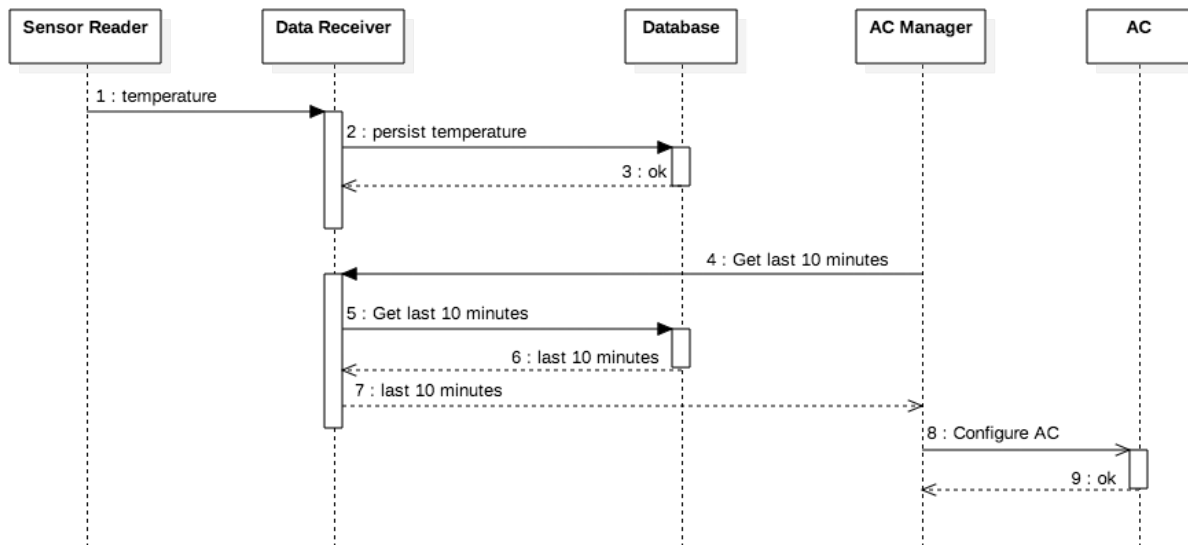 Sensor Reader
Data Receiver
Database
AC Manager
AC
1 : temperature
2 : persist temperature
3 : ok
4 : Get last 10 minutes
5 : Get last 10 minutes
6 : last 10 minutes
7 : last 10 minutes
8 : Configure AC
9 : ok